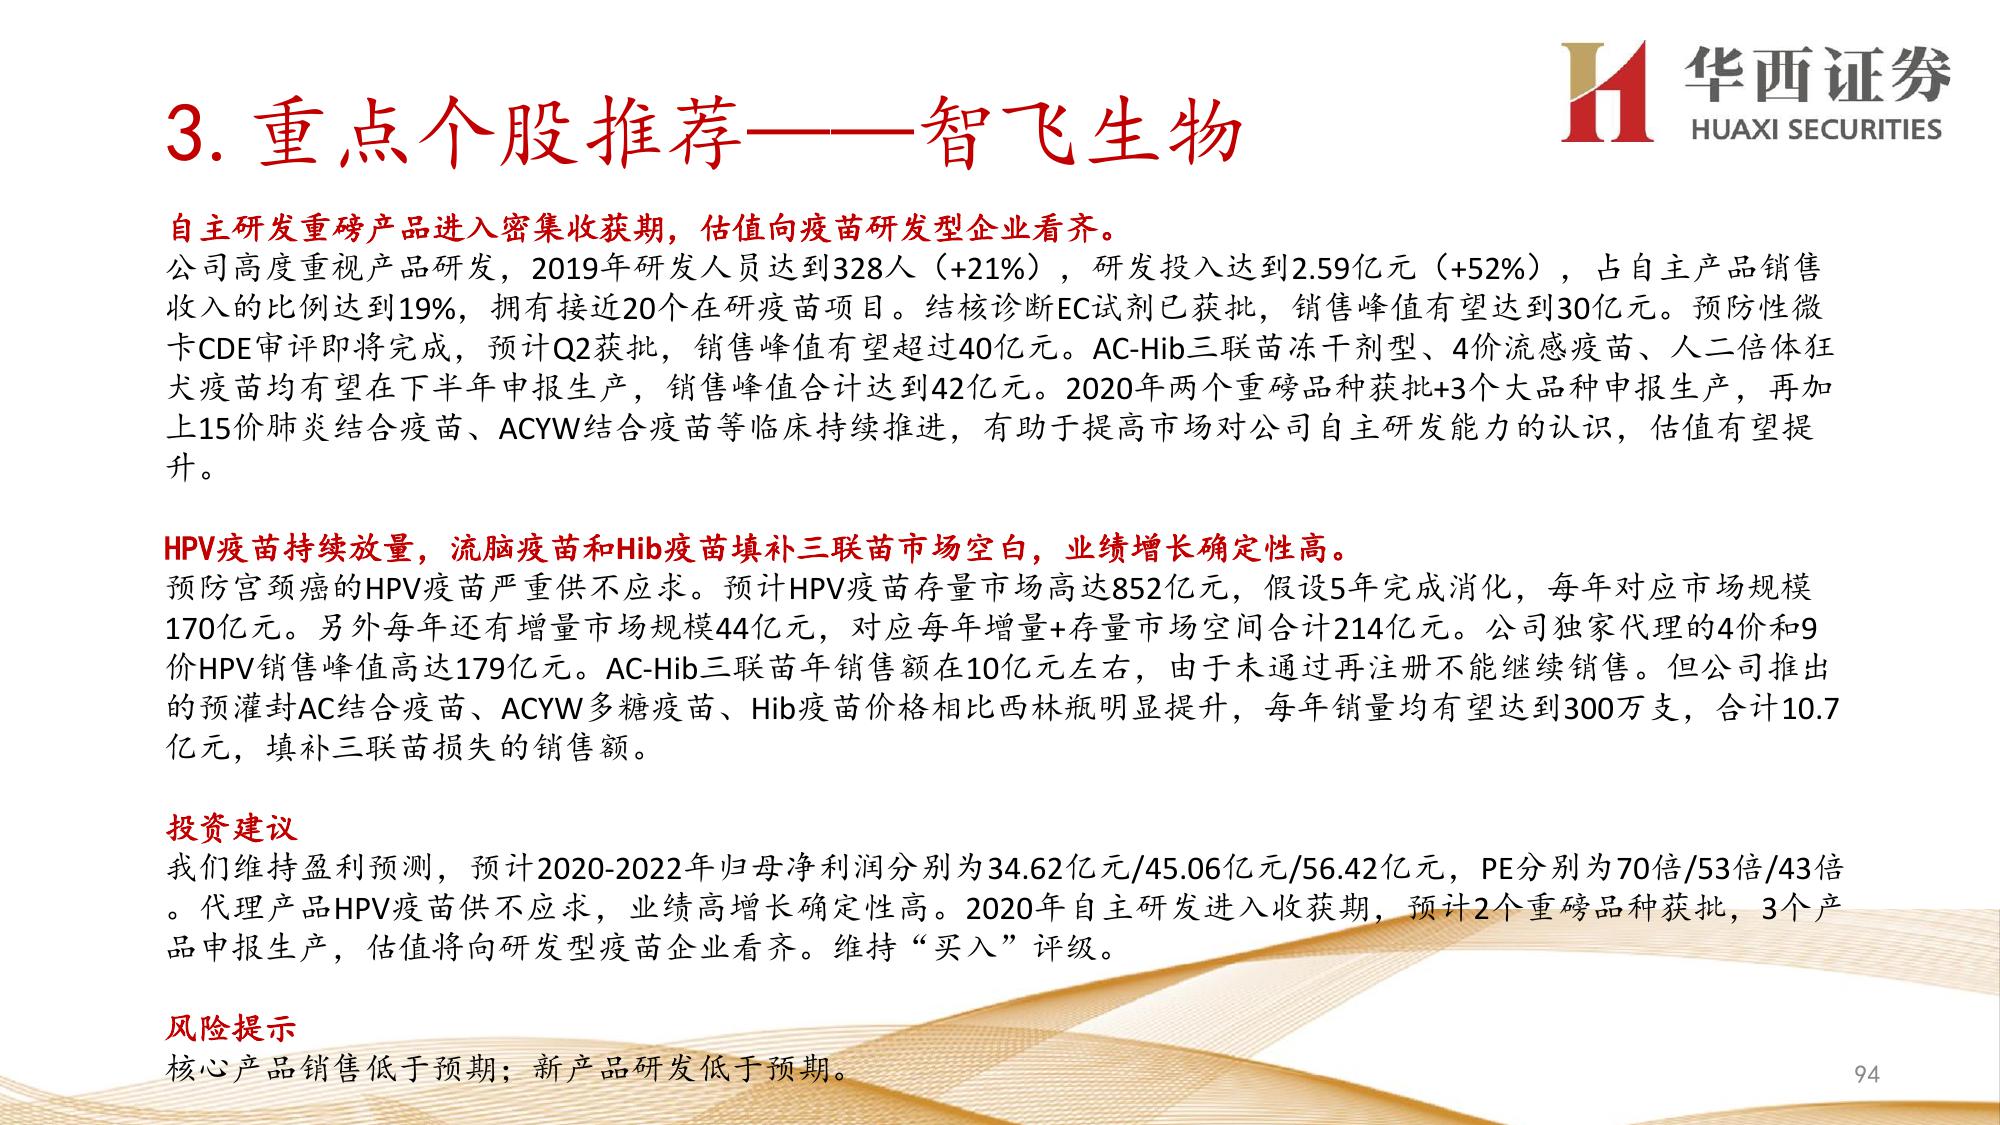 华西证券
HUAXI SECURITIES
3. 重点个股推荐——智飞生物
自主研发重磅产品进入密集收获期，估值向疫苗研发型企业看齐。
公司高度重视产品研发，2019年研发人员达到328人（+21%），研发投入达到2.59亿元（+52%），占自主产品销售
收入的比例达到19%，拥有接近20个在研疫苗项目。结核诊断EC试剂已获批，销售峰值有望达到30亿元。预防性微
卡CDE审评即将完成，预计Q2获批，销售峰值有望超过40亿元。AC-Hib三联苗冻干剂型、4价流感疫苗、人二倍体狂
犬疫苗均有望在下半年申报生产，销售峰值合计达到42亿元。2020年两个重磅品种获批+3个大品种申报生产，再加
上15价肺炎结合疫苗、ACYW结合疫苗等临床持续推进，有助于提高市场对公司自主研发能力的认识，估值有望提
升。
HPV疫苗持续放量，流脑疫苗和Hib疫苗填补三联苗市场空白，业绩增长确定性高。
预防宫颈癌的HPV疫苗严重供不应求。预计HPV疫苗存量市场高达852亿元，假设5年完成消化，每年对应市场规模
170亿元。另外每年还有增量市场规模44亿元，对应每年增量+存量市场空间合计214亿元。公司独家代理的4价和9
价HPV销售峰值高达179亿元。AC-Hib三联苗年销售额在10亿元左右，由于未通过再注册不能继续销售。但公司推出
的预灌封AC结合疫苗、ACYW多糖疫苗、Hib疫苗价格相比西林瓶明显提升，每年销量均有望达到300万支，合计10.7
亿元，填补三联苗损失的销售额。
投资建议
我们维持盈利预测，预计2020-2022年归母净利润分别为34.62亿元/45.06亿元/56.42亿元，PE分别为70倍/53倍/43倍
。代理产品HPV疫苗供不应求，业绩高增长确定性高。2020年自主研发进入收获期，预计2个重磅品种获批，3个产
品申报生产，估值将向研发型疫苗企业看齐。维持“买入”评级。
风险提示
核心产品销售低于预期；新产品研发低于预期。
94